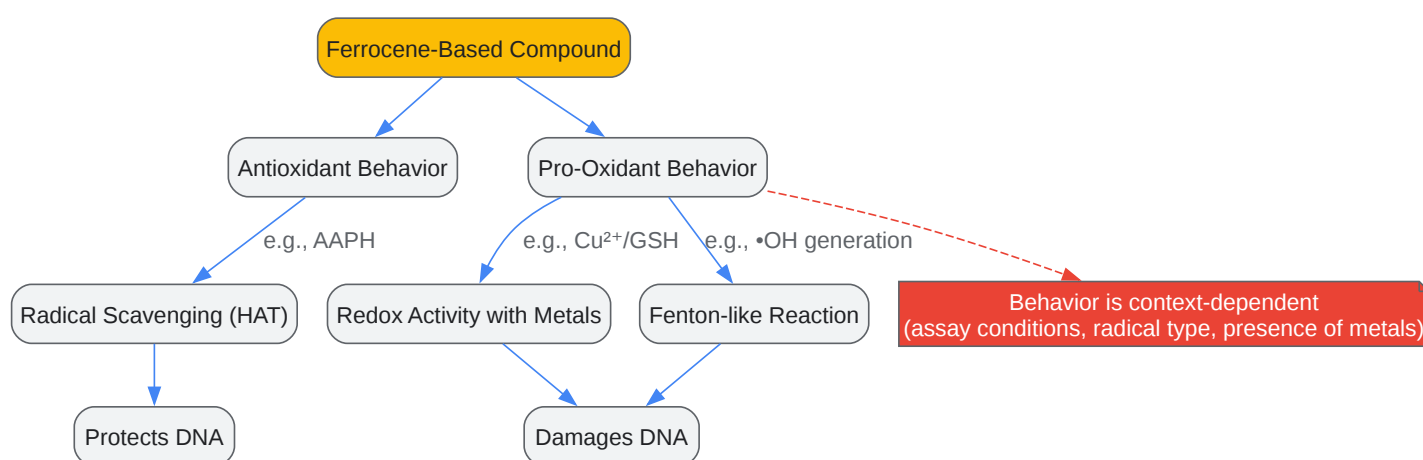 Ferrocene-Based Compound
Antioxidant Behavior
Pro-Oxidant Behavior
e.g., AAPH
e.g., Cu²⁺/GSH
e.g., •OH generation
Radical Scavenging (HAT)
Redox Activity with Metals
Fenton-like Reaction
Behavior is context-dependent
(assay conditions, radical type, presence of metals)
Protects DNA
Damages DNA